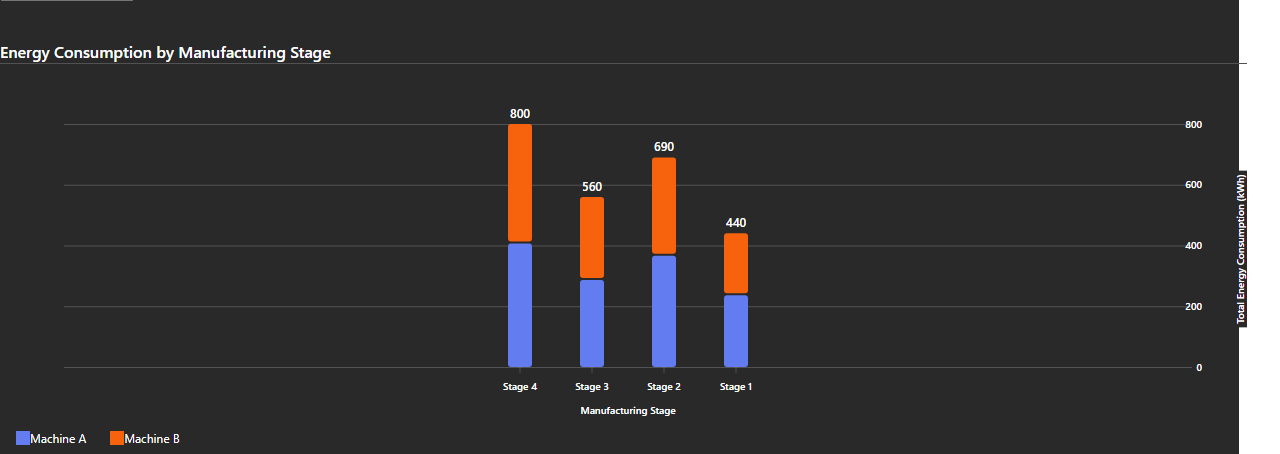 Energy Consumption by Manufacturing Stage
800
560
690
440
800
600
400
200
0
Total Energy Consumption (kWh)
Stage 4
Stage 3
Stage 2
Stage 1
Manufacturing Stage
Machine A
Machine B